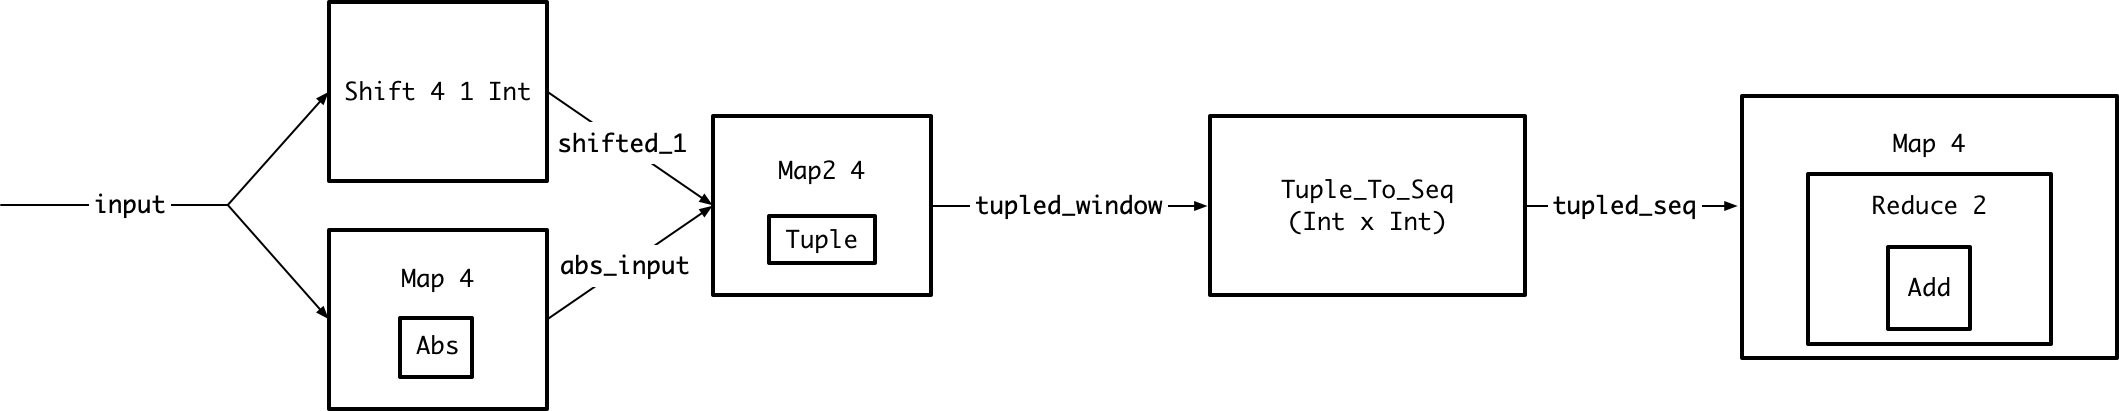 input
Shift 4 1 Int
Map 4
Abs
shifted_1
abs_input
Map2 4
Tuple
tupled_window
Tuple_To_Seq
(Int x Int)
tupled_seq
Map 4
Reduce 2
Add